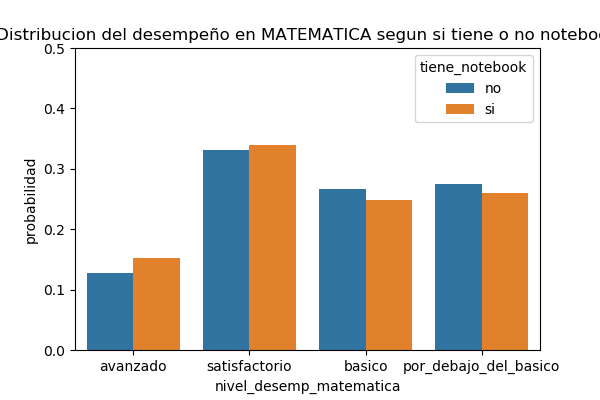 Distribucion del desempeño en MATEMATICA segun si tiene o no noteboo
probabilidad
0.5
0.4
0.3
0.2
0.1
0.0
tiene_notebook
no
si
avanzado
satisfactorio
basico
por_debajo_del_basico
nivel_desemp_matematica